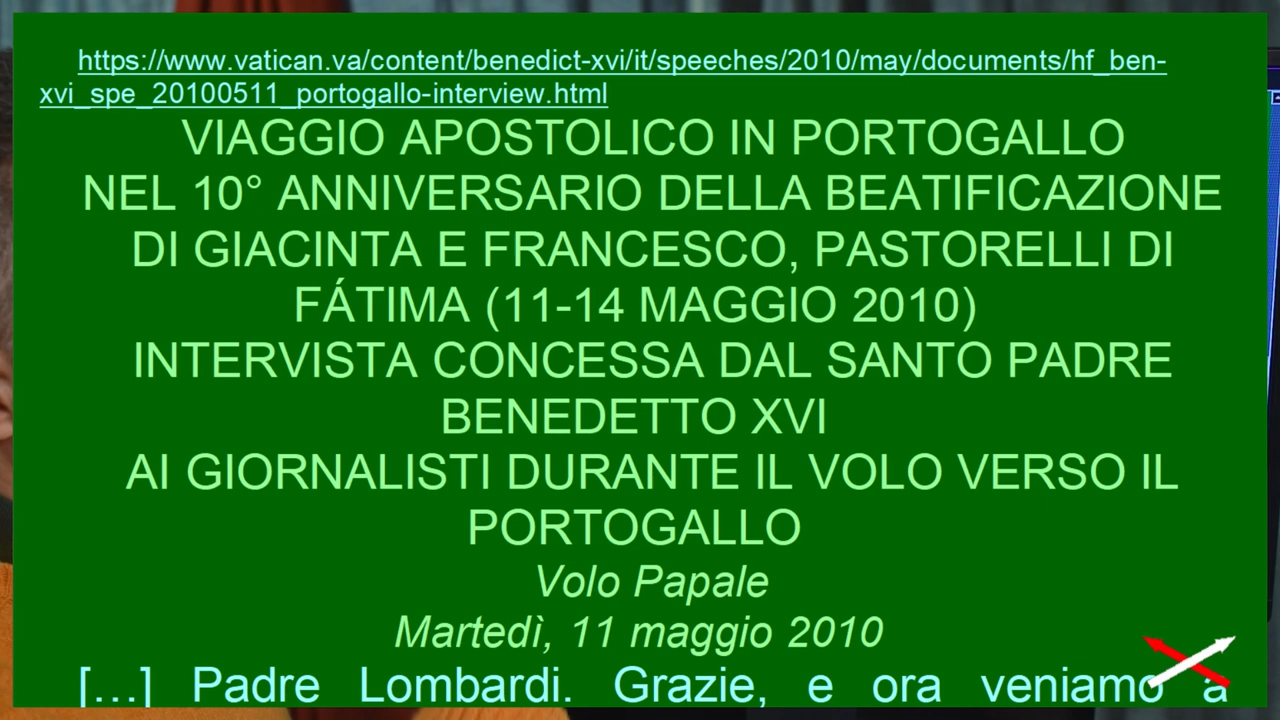 https://www.vatican.va/content/benedict-xvi/it/speeches/2010/may/documents/hf_ben-
xvi_spe_20100511_portogallo-interview.html
VIAGGIO APOSTOLICO IN PORTOGALLO
NEL 10° ANNIVERSARIO DELLA BEATIFICAZIONE
DI GIACINTA E FRANCESCO, PASTORELLI DI
FÁTIMA (11-14 MAGGIO 2010)
INTERVISTA CONCESSA DAL SANTO PADRE
BENEDETTO XVI
AI GIORNALISTI DURANTE IL VOLO VERSO IL
PORTOGALLO
Volo Papale
Martedì, 11 maggio 2010
[…] Padre Lombardi. Grazie, e ora veniamo a